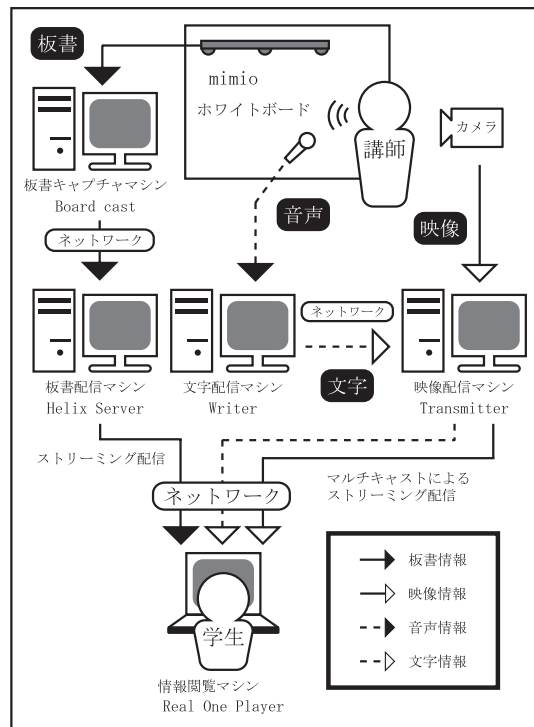 板書
mimio
ホワイトボード
講師
カメラ
板書キャプチャマシン
Board cast
音声
映像
ネットワーク
ネットワーク
文字
板書配信マシン
Helix Server
文字配信マシン
Writer
映像配信マシン
Transmitter
ストリーミング配信
マルチキャストによる
ストリーミング配信
ネットワーク
学生
情報閲覧マシン
Real One Player
板書情報
映像情報
音声情報
文字情報